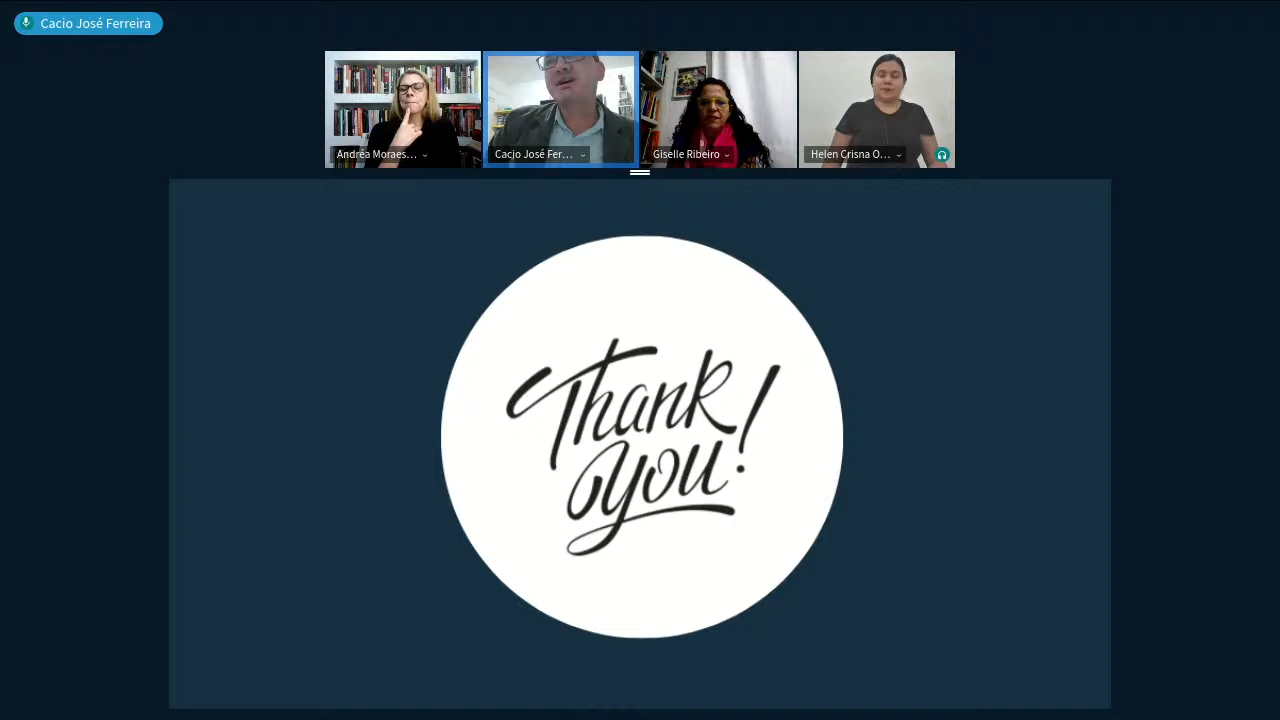 Cacio José Ferreira
Andréa Moraes...
Cacio José Fer...
Giselle Ribeiro
Helen Crisna O...
Thank
you!